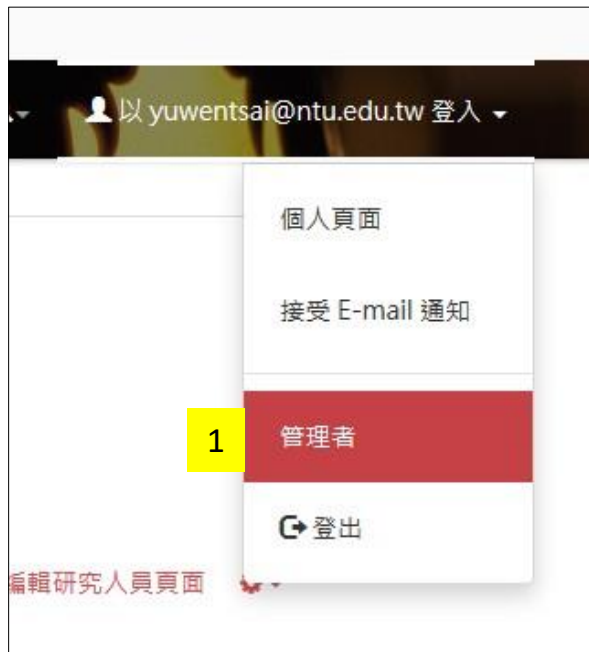 以 yuwentsai@ntu.edu.tw 登入
個人頁面
接受 E-mail 通知
1
管理者
登出
編輯研究人員頁面